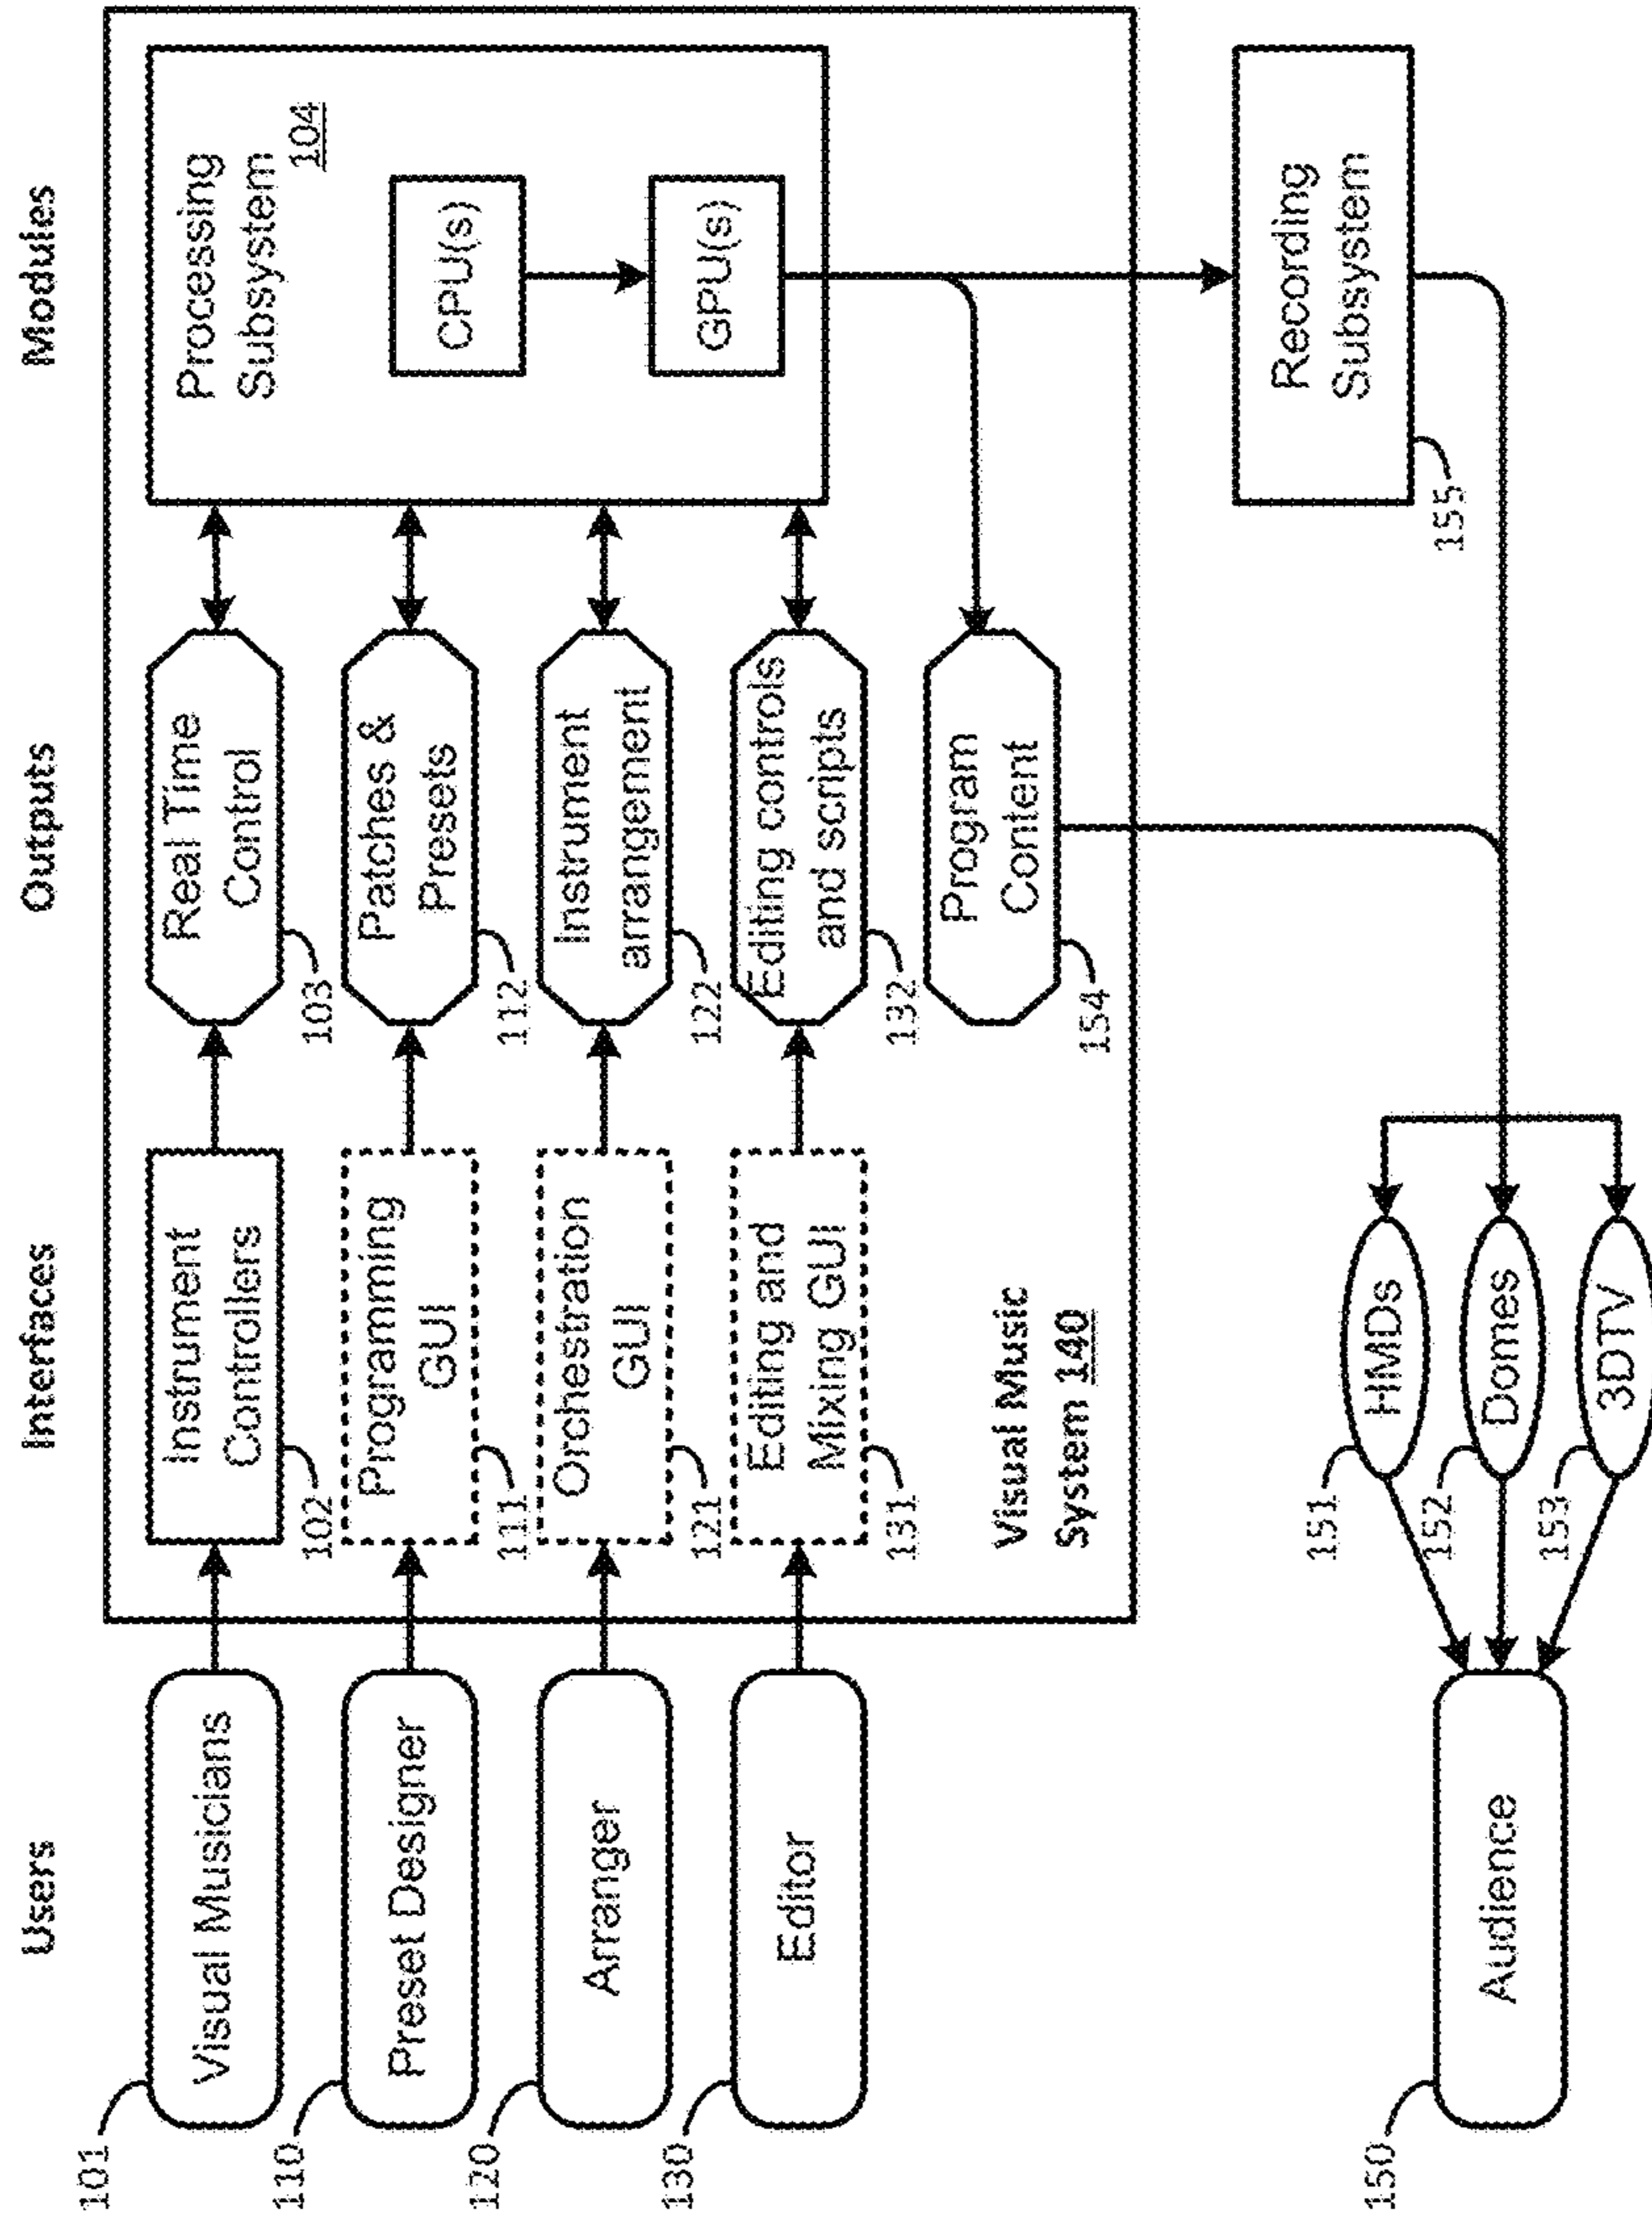 Users
Interfaces
Outputs
Modules
101
Visual Musicians
Instrument
Controllers
102
Real Time
Control
103
Processing
Subsystem
104
CPU(s)
GPU(s)
110
Preset Designer
Programming
GUI
111
Patches &
Presets
112
120
Arranger
Orchestration
GUI
121
Instrument
arrangement
122
130
Editor
Editing and
Mixing GUI
131
Editing controls
and scripts
132
Program
Content
154
Visual Music
System 140
Recording
Subsystem
155
150
Audience
151
HMDs
152
Domes
153
3DTV